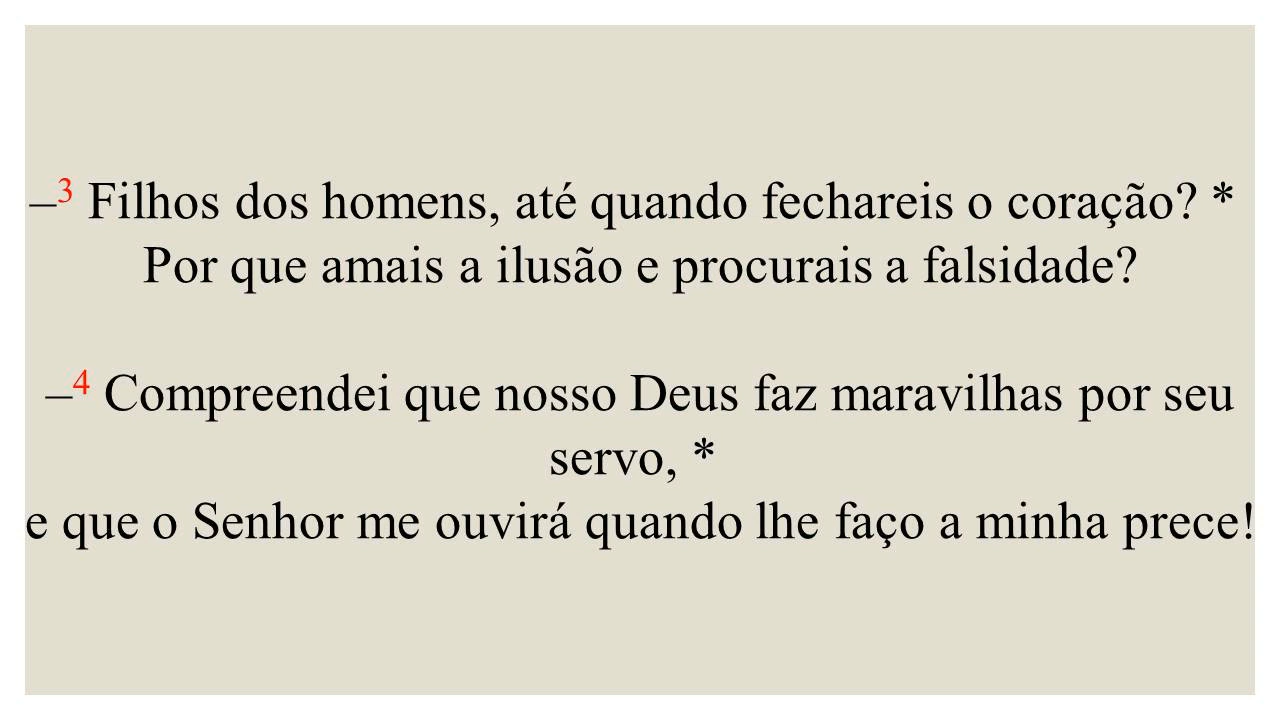 –³ Filhos dos homens, até quando fechareis o coração? *
Por que amais a ilusão e procurais a falsidade?
–⁴ Compreendei que nosso Deus faz maravilhas por seu
servo, *
e que o Senhor me ouvirá quando lhe faço a minha prece!